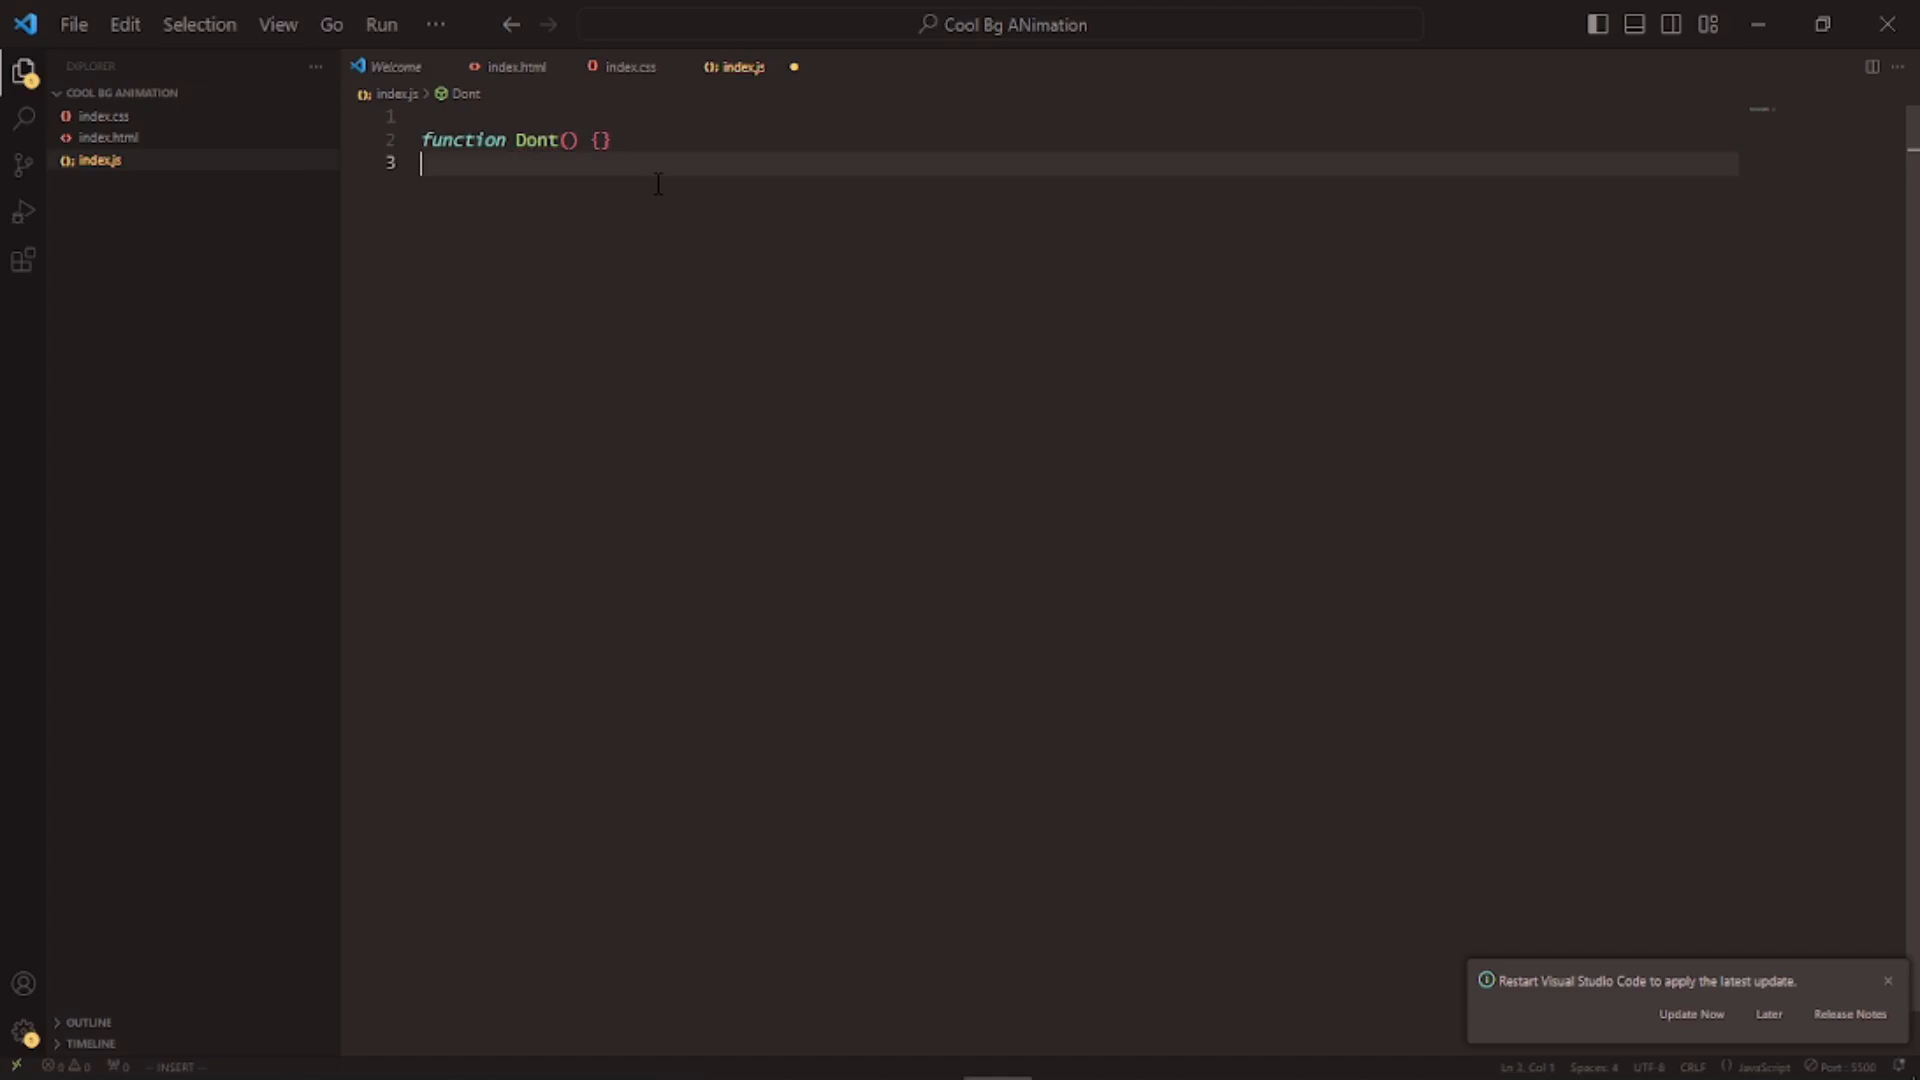 File Edit Selection View Go Run ··· Cool Bg ANimation
EXPLORER ···
COOL BG ANIMATION
index.css
index.html
index.js
Welcome index.html index.css index.js
index.js > Dont
1
2 function Dont() {}
3
Restart Visual Studio Code to apply the latest update.
Update Now Later Release Notes
OUTLINE
TIMELINE
0 0 0 -- INSERT -- Ln 3, Col 1 Spaces: 4 UTF-8 CRLF {} JavaScript Port : 5500